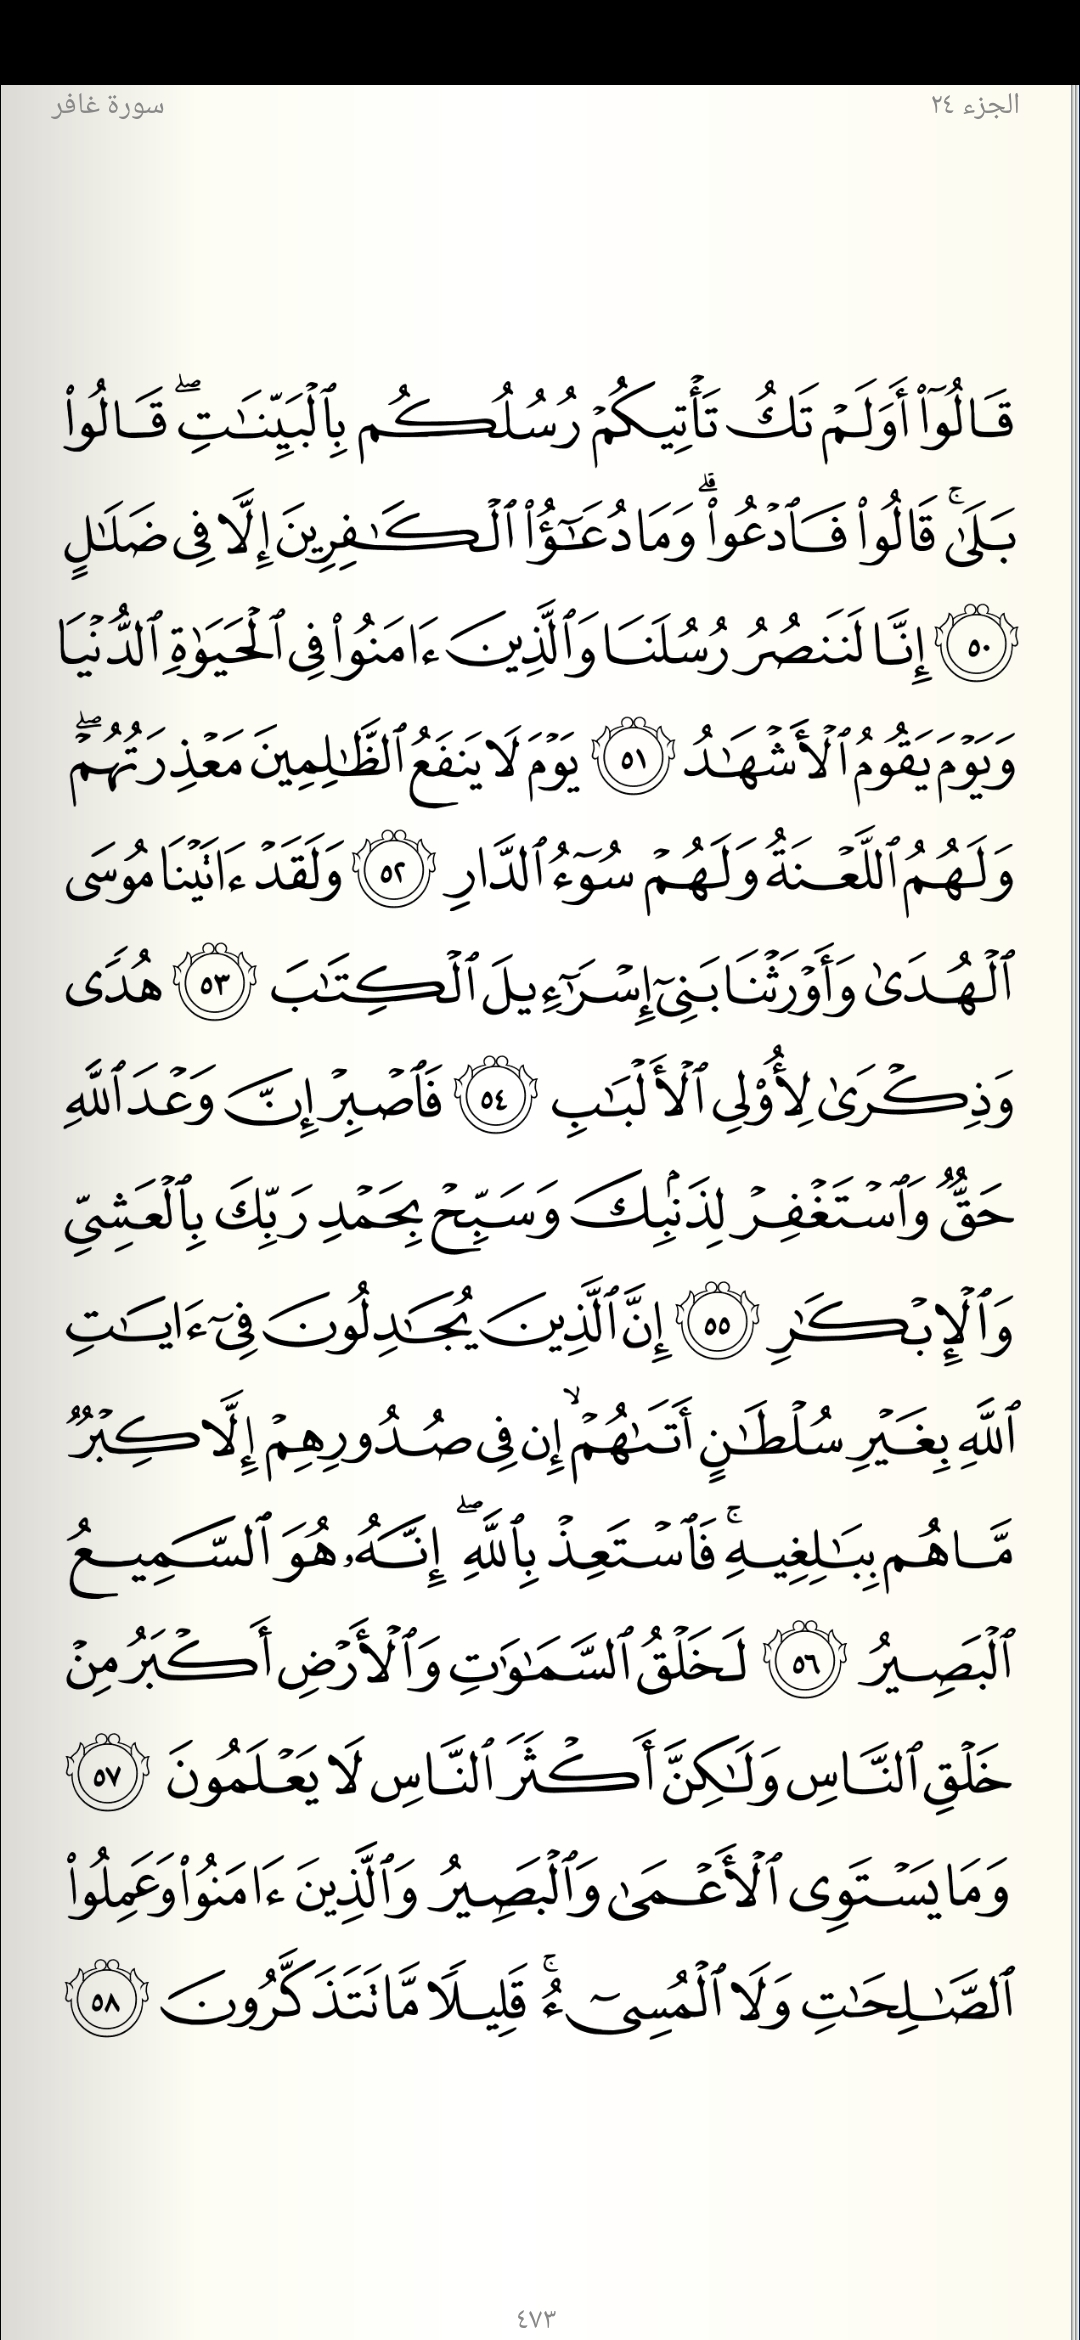 الجزء ٢٤
سورة غافر
قَالُوٓا۟ أَوَلَمْ تَكُ تَأْتِيكُمْ رُسُلُكُم بِٱلْبَيِّنَـٰتِ ۖ قَالُوا۟
بَلَىٰ ۚ قَالُوا۟ فَٱدْعُوا۟ ۗ وَمَا دُعَـٰٓؤُا۟ ٱلْكَـٰفِرِينَ إِلَّا فِى ضَلَـٰلٍ
٥٠ إِنَّا لَنَنصُرُ رُسُلَنَا وَٱلَّذِينَ ءَامَنُوا۟ فِى ٱلْحَيَوٰةِ ٱلدُّنْيَا
وَيَوْمَ يَقُومُ ٱلْأَشْهَـٰدُ ٥١ يَوْمَ لَا يَنفَعُ ٱلظَّـٰلِمِينَ مَعْذِرَتُهُمْ ۖ
وَلَهُمُ ٱللَّعْنَةُ وَلَهُمْ سُوٓءُ ٱلدَّارِ ٥٢ وَلَقَدْ ءَاتَيْنَا مُوسَى
ٱلْهُدَىٰ وَأَوْرَثْنَا بَنِىٓ إِسْرَٰٓءِيلَ ٱلْكِتَـٰبَ ٥٣ هُدًى
وَذِكْرَىٰ لِأُو۟لِى ٱلْأَلْبَـٰبِ ٥٤ فَٱصْبِرْ إِنَّ وَعْدَ ٱللَّهِ
حَقٌّ وَٱسْتَغْفِرْ لِذَنۢبِكَ وَسَبِّحْ بِحَمْدِ رَبِّكَ بِٱلْعَشِىِّ
وَٱلْإِبْكَـٰرِ ٥٥ إِنَّ ٱلَّذِينَ يُجَـٰدِلُونَ فِىٓ ءَايَـٰتِ
ٱللَّهِ بِغَيْرِ سُلْطَـٰنٍ أَتَىٰهُمْ ۙ إِن فِى صُدُورِهِمْ إِلَّا كِبْرٌ
مَّا هُم بِبَـٰلِغِيهِ ۚ فَٱسْتَعِذْ بِٱللَّهِ ۖ إِنَّهُۥ هُوَ ٱلسَّمِيعُ
ٱلْبَصِيرُ ٥٦ لَخَلْقُ ٱلسَّمَـٰوَٰتِ وَٱلْأَرْضِ أَكْبَرُ مِنْ
خَلْقِ ٱلنَّاسِ وَلَـٰكِنَّ أَكْثَرَ ٱلنَّاسِ لَا يَعْلَمُونَ ٥٧
وَمَا يَسْتَوِى ٱلْأَعْمَىٰ وَٱلْبَصِيرُ وَٱلَّذِينَ ءَامَنُوا۟ وَعَمِلُوا۟
ٱلصَّـٰلِحَـٰتِ وَلَا ٱلْمُسِىٓءُ ۚ قَلِيلًا مَّا تَتَذَكَّرُونَ ٥٨
٤٧٣